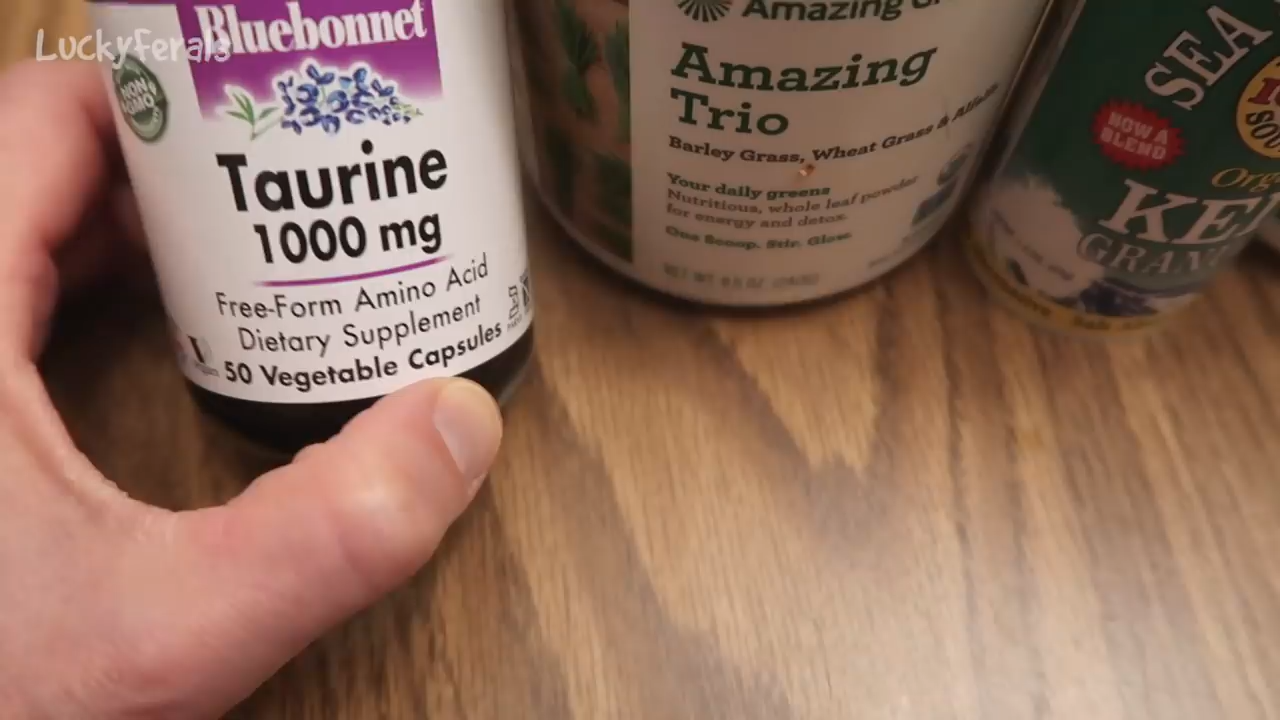 LuckyFerals
Bluebonnet
NON
GMO
Taurine
1000 mg
Free-Form Amino Acid
Dietary Supplement
50 Vegetable Capsules
Amazing
Amazing
Trio
Barley Grass, Wheat Grass & Alfalfa
Your daily greens
Nutritious, whole leaf powder
for energy and detox.
One Scoop. Stir. Glow.
SEA
NOW A
BLEND